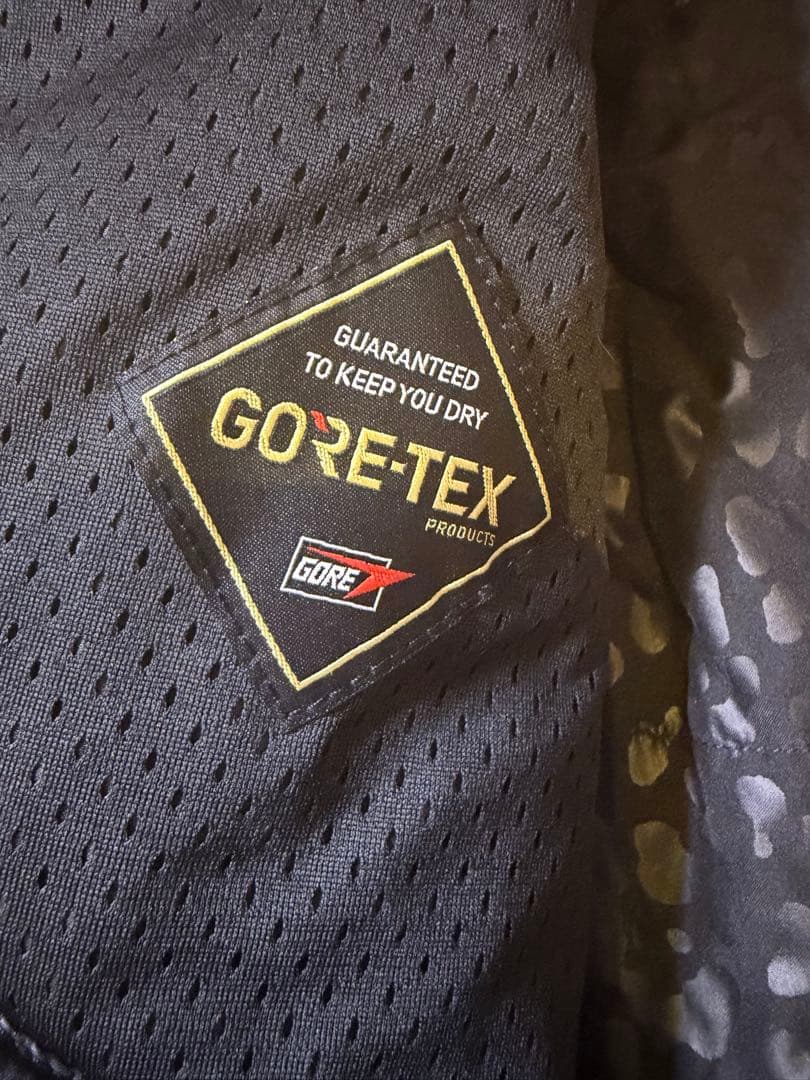 GUARANTEED
TO KEEP YOU DRY
GORE-TEX
PRODUCTS
GORE